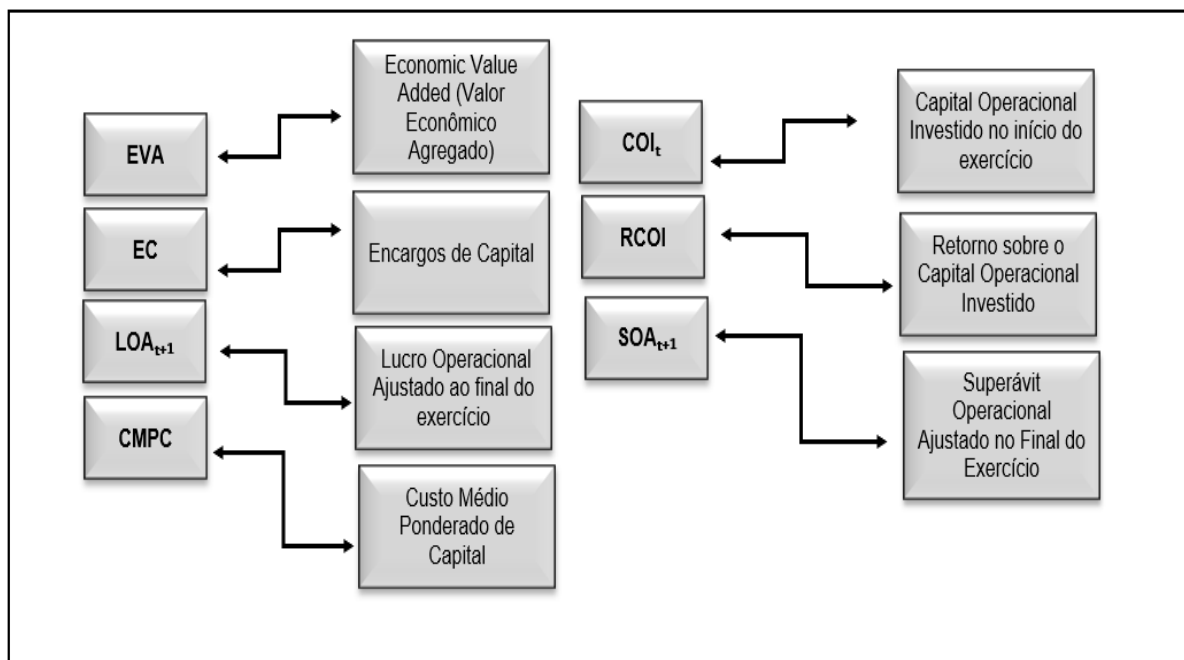 EVA
Economic Value
Added (Valor
Econômico
Agregado)
EC
Encargos de Capital
LOAt+1
Lucro Operacional
Ajustado ao final do
exercício
CMPC
Custo Médio
Ponderado de
Capital
COIt
Capital Operacional
Investido no início do
exercício
RCOI
Retorno sobre o
Capital Operacional
Investido
SOAt+1
Superávit
Operacional
Ajustado no Final do
Exercício